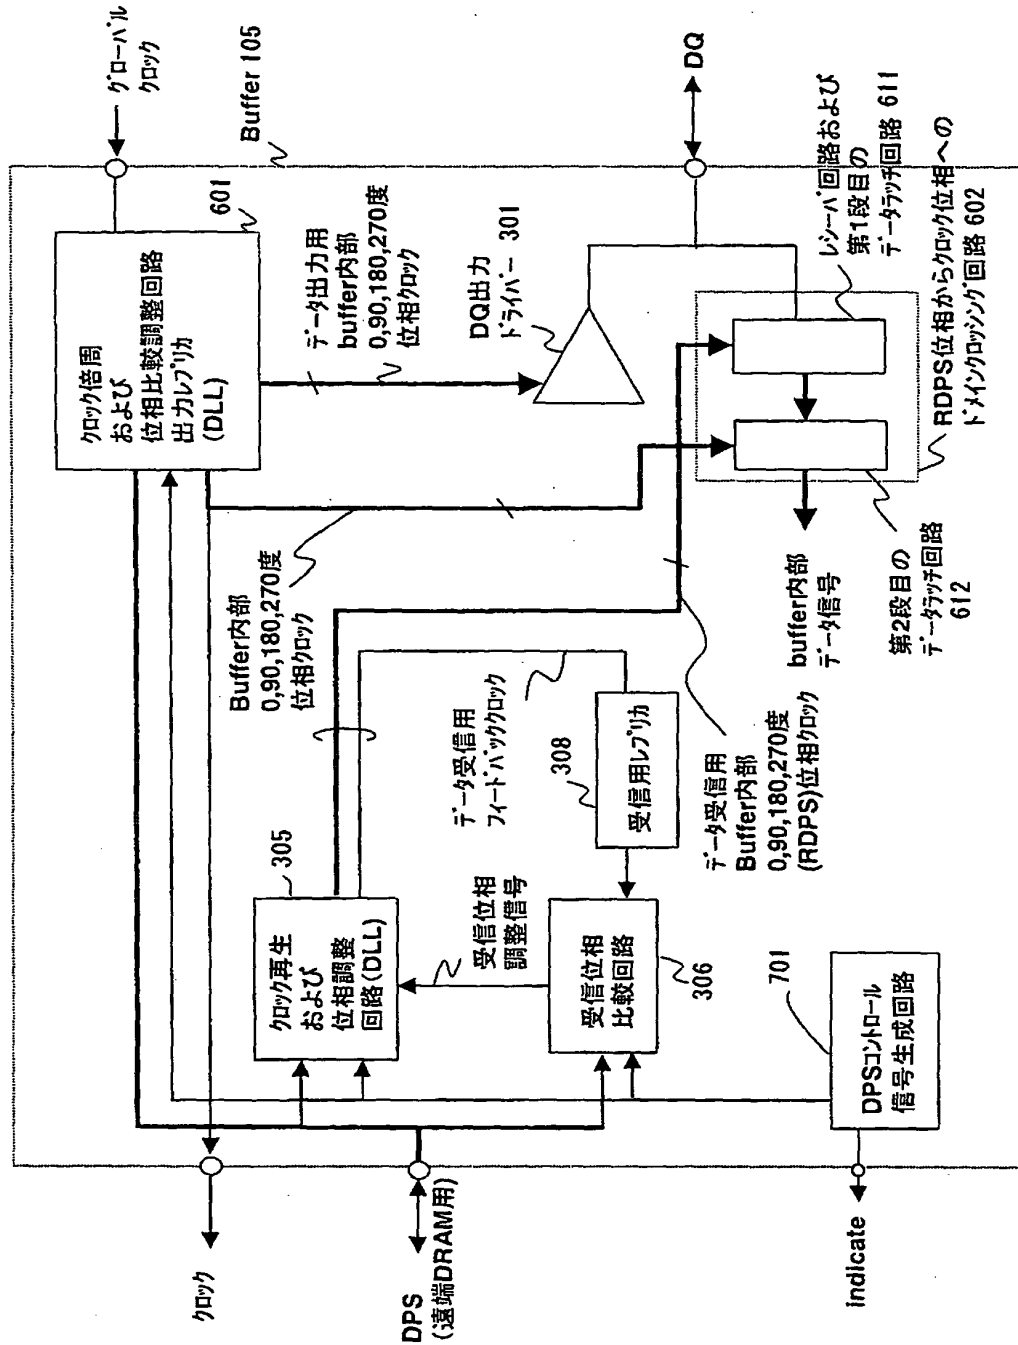 グローバル
クロック
Buffer 105
601
クロック倍周
および
位相比較調整回路
出力レプリカ
(DLL)
データ出力用
buffer内部
0,90,180,270度
位相クロック
DQ出力
ドライバー 301
DQ
レシーバ回路および
第1段目の
データラッチ回路 611
RDPS位相からクロック位相への
ドメインクロッシング回路 602
Buffer内部
0,90,180,270度
位相クロック
buffer内部
データ信号
第2段目の
データラッチ回路
612
305
クロック再生
および
位相調整
回路(DLL)
データ受信用
フィードバッククロック
308
受信用レプリカ
データ受信用
Buffer内部
0,90,180,270度
(RDPS)位相クロック
受信位相
調整信号
受信位相
比較回路
306
701
DPSコントロール
信号生成回路
クロック
DPS
(遠端DRAM用)
indicate